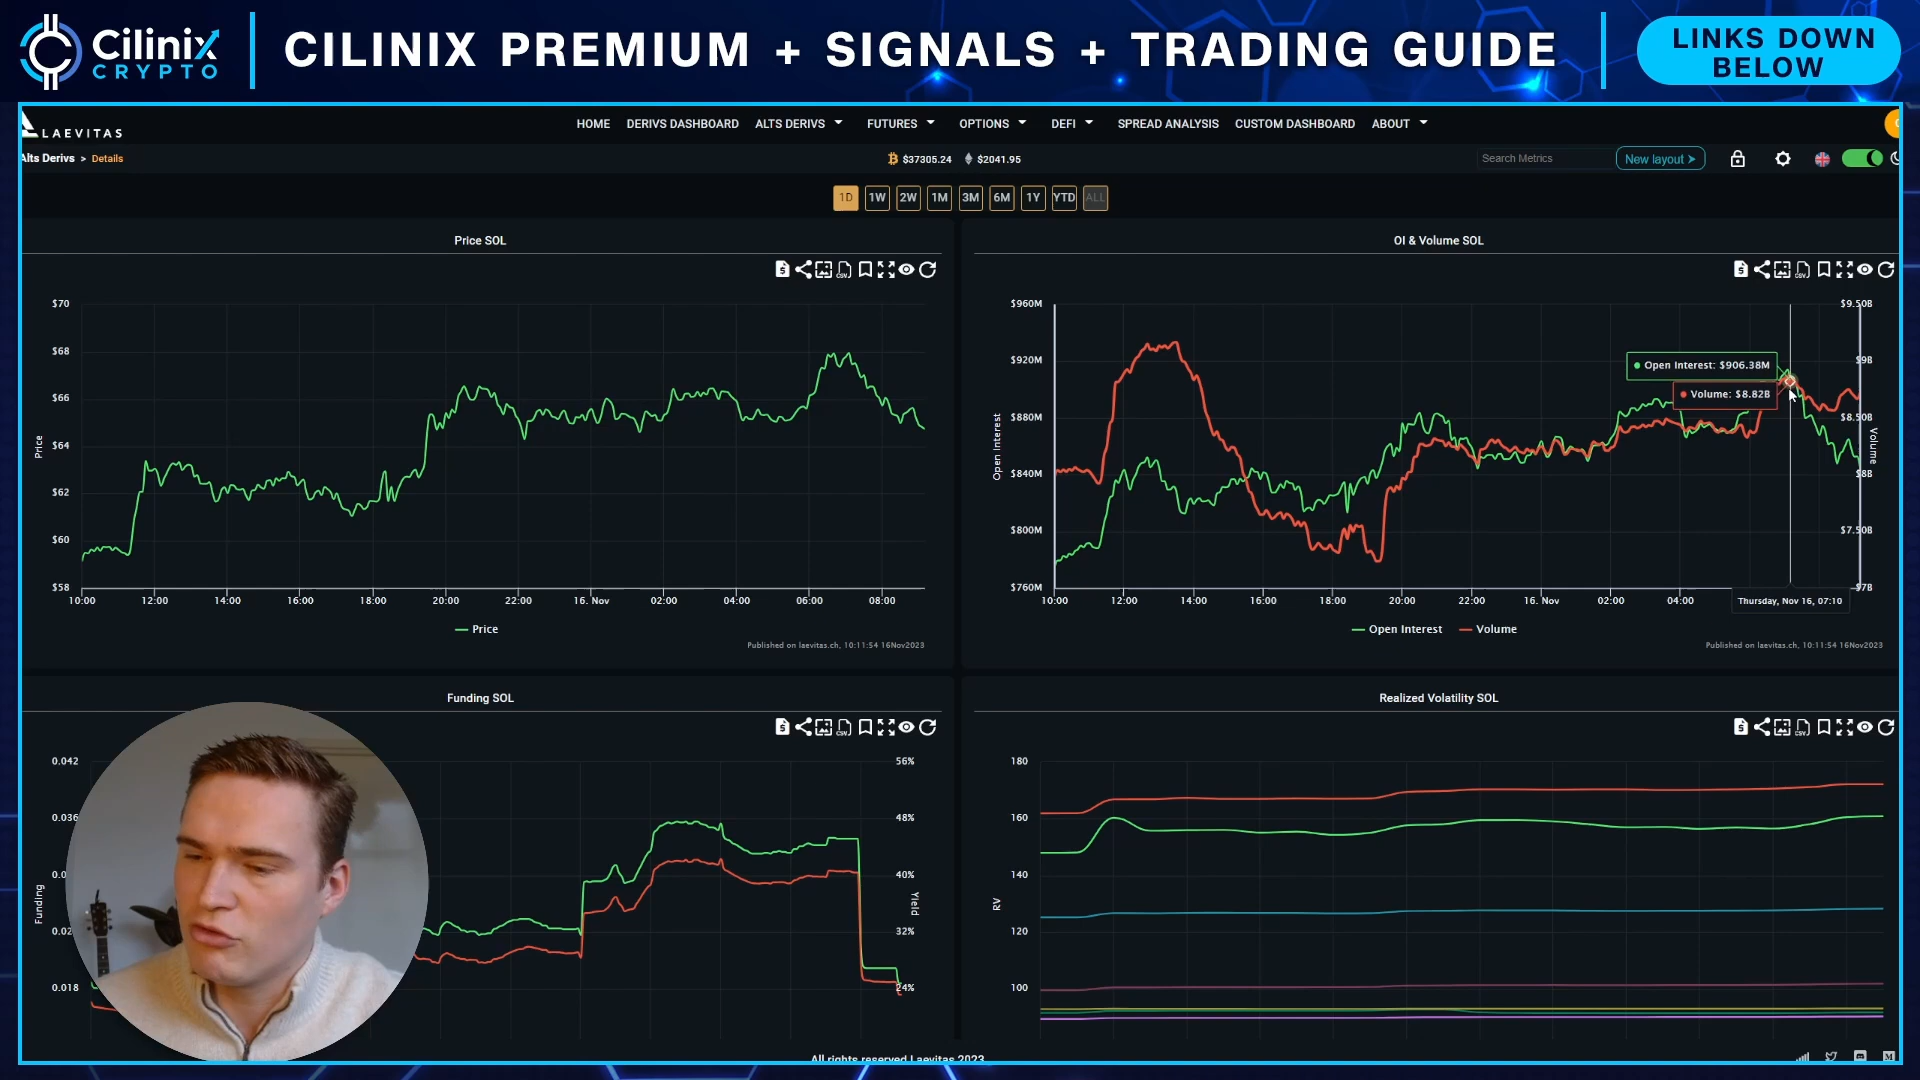 Cilinix
CRYPTO
CILINIX PREMIUM + SIGNALS + TRADING GUIDE
LINKS DOWN
BELOW
LAEVITAS
HOME
DERIVS DASHBOARD
ALTS DERIVS
FUTURES
OPTIONS
DEFI
SPREAD ANALYSIS
CUSTOM DASHBOARD
ABOUT
Alts Derivs > Details
$37305.24
$2041.95
Search Metrics
New layout
1D 1W 2W 1M 3M 6M 1Y YTD ALL
Price SOL
$70
$68
$66
$64
$62
$60
$58
Price
10:00 12:00 14:00 16:00 18:00 20:00 22:00 16. Nov 02:00 04:00 06:00 08:00
Price
Published on laevitas.ch, 10:11:54 16Nov2023
OI & Volume SOL
$960M
$920M
$880M
$840M
$800M
$760M
Open Interest
$9.50B
$9B
$8.50B
$8B
$7.50B
$7B
Volume
Open Interest: $906.38M
Volume: $8.82B
10:00 12:00 14:00 16:00 18:00 20:00 22:00 16. Nov 02:00 04:00
Thursday, Nov 16, 07:10
Open Interest Volume
Published on laevitas.ch, 10:11:54 16Nov2023
Funding SOL
0.042
0.036
0.0
0.02
0.018
Funding
56%
48%
40%
32%
24%
Yield
Realized Volatility SOL
180
160
140
120
100
RV
All rights reserved Laevitas 2023